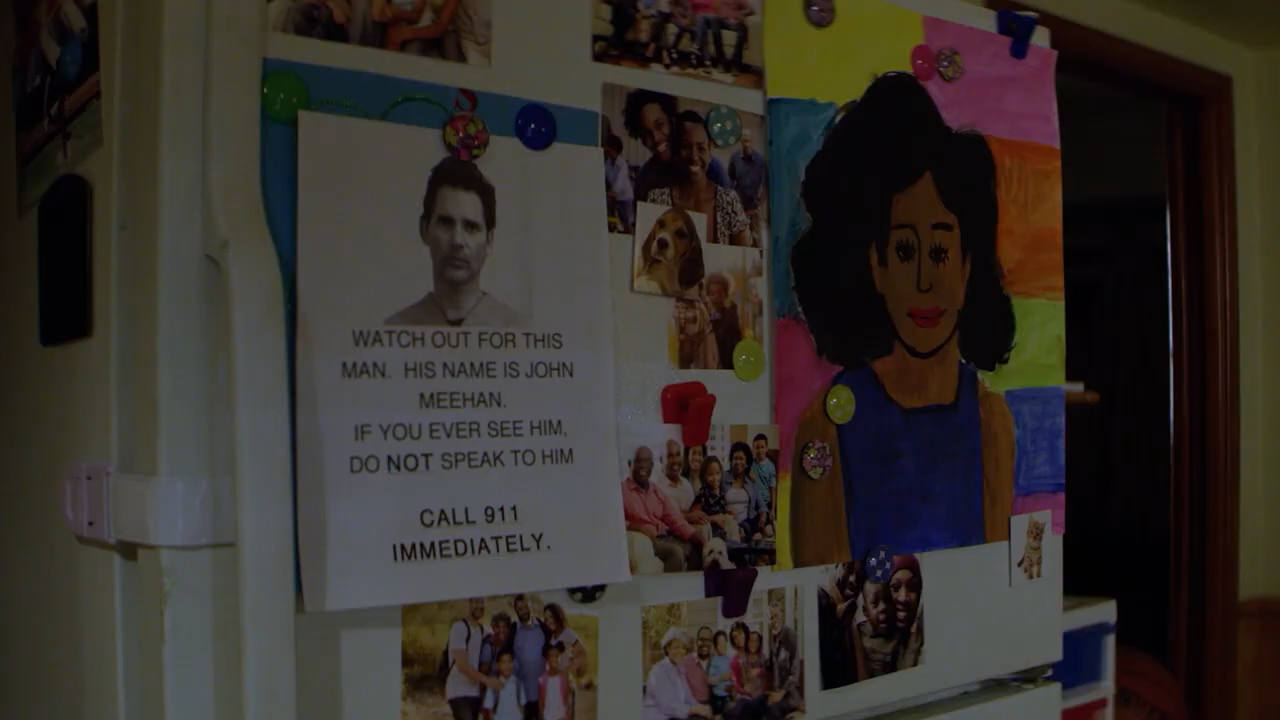 WATCH OUT FOR THIS
MAN. HIS NAME IS JOHN
MEEHAN.
IF YOU EVER SEE HIM,
DO NOT SPEAK TO HIM
CALL 911
IMMEDIATELY.